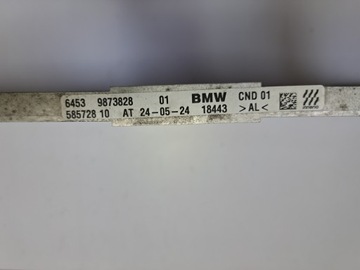 6453 9873828 01 BMW CND 01
585728 10 AT 24-05-24 18443 >AL<